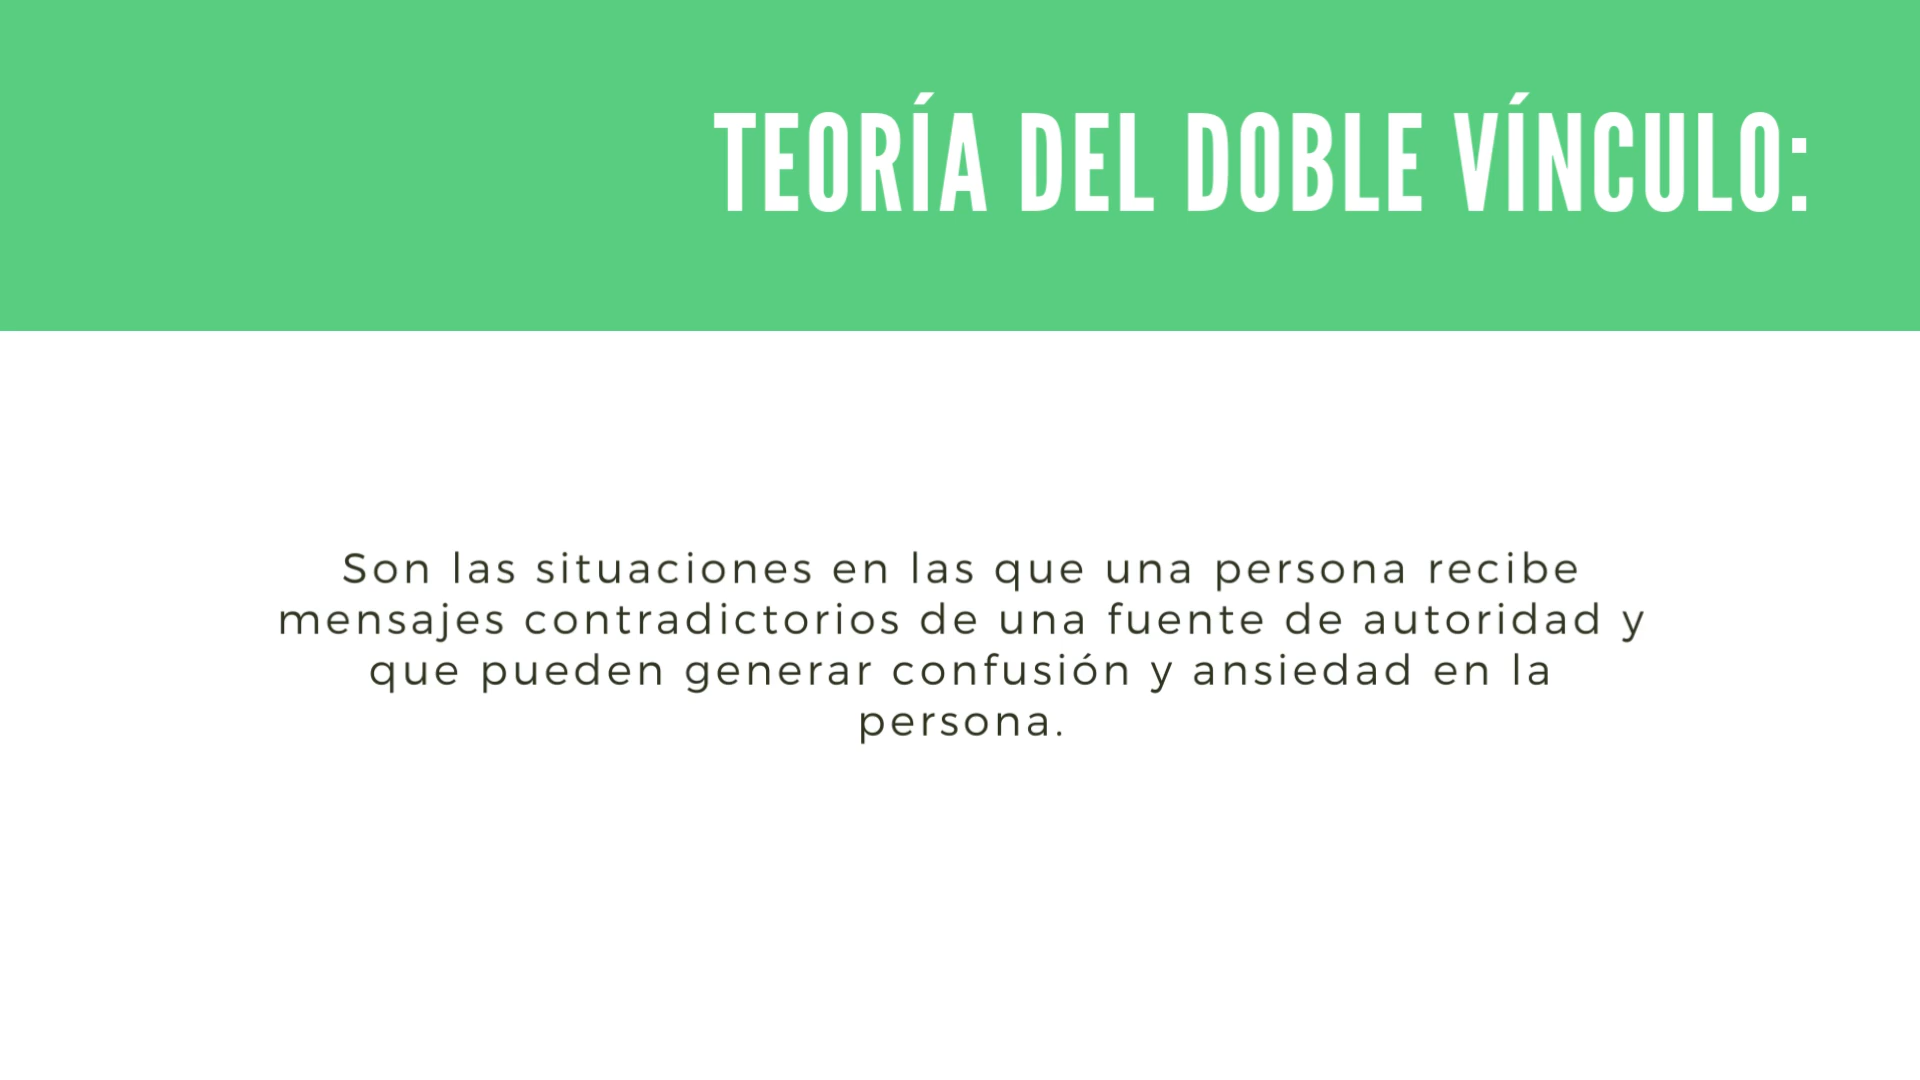 TEORÍA DEL DOBLE VÍNCULO:
Son las situaciones en las que una persona recibe
mensajes contradictorios de una fuente de autoridad y
que pueden generar confusión y ansiedad en la
persona.